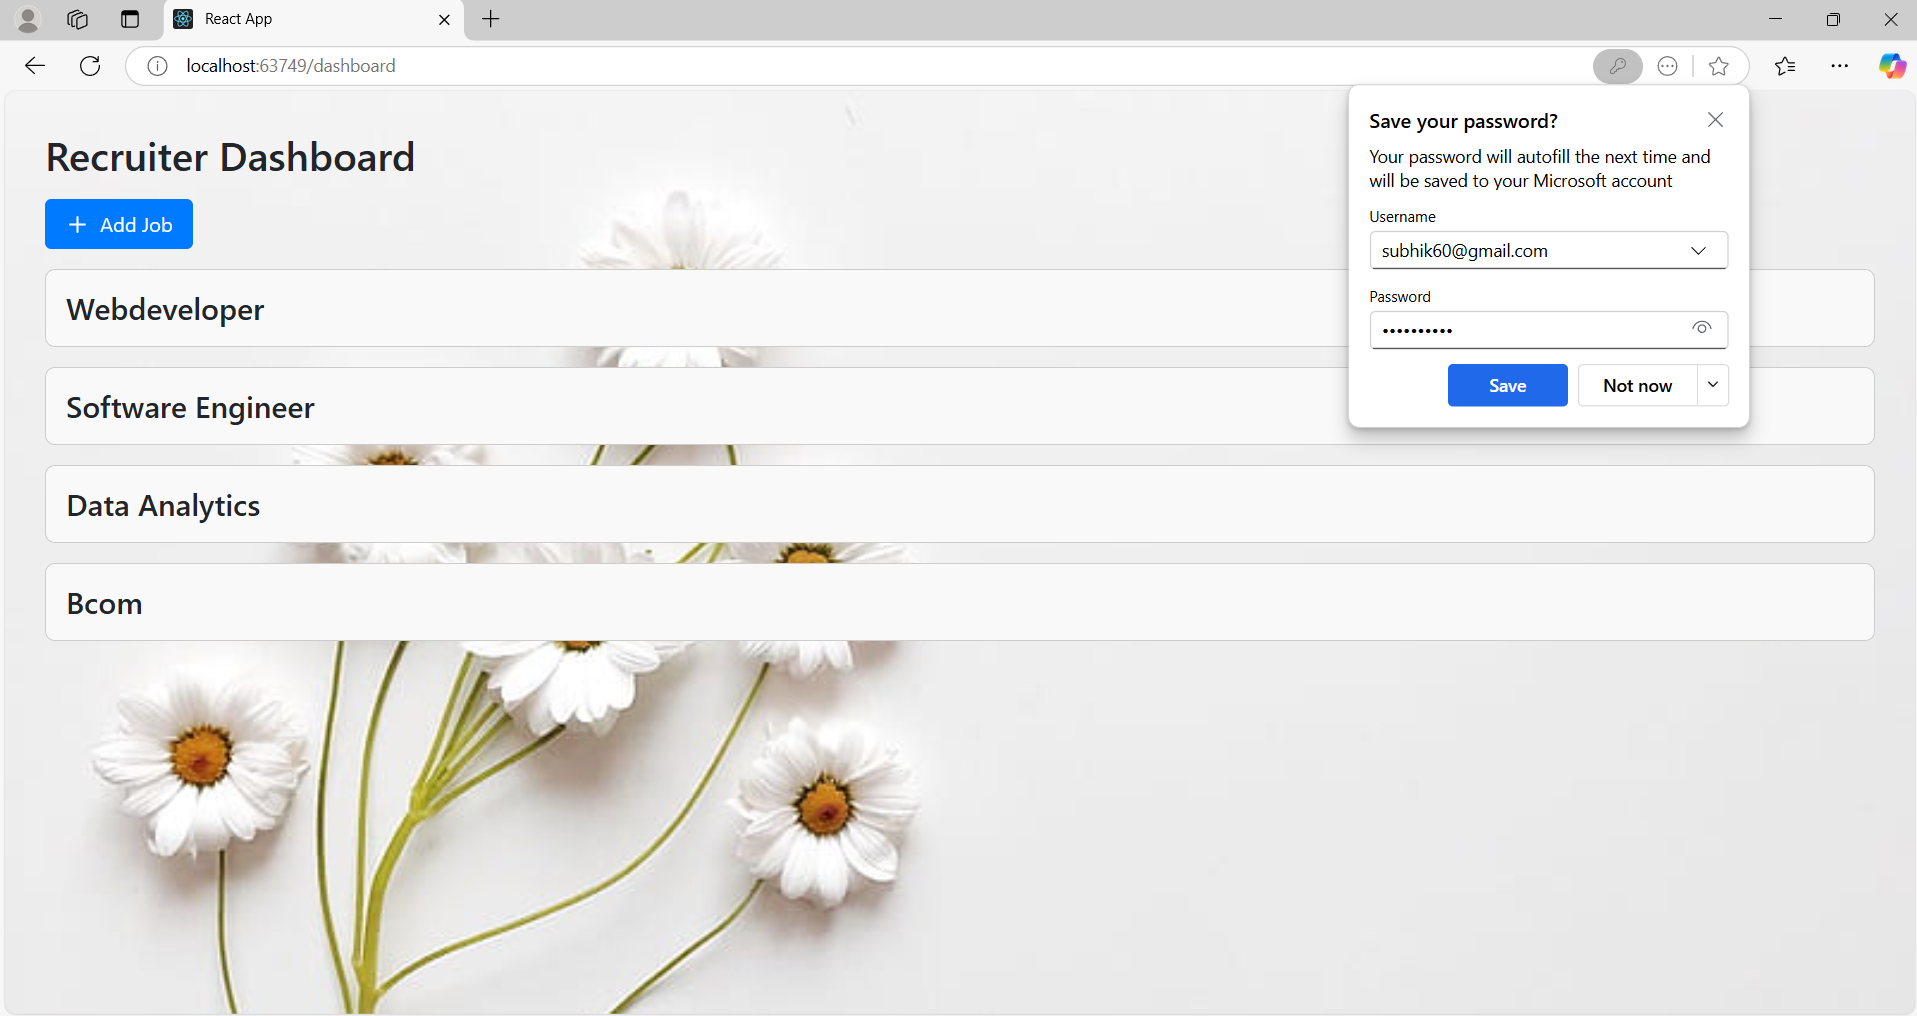 React App
localhost:63749/dashboard
Recruiter Dashboard
+ Add Job
Webdeveloper
Software Engineer
Data Analytics
Bcom
Save your password?
Your password will autofill the next time and
will be saved to your Microsoft account
Username
subhik60@gmail.com
Password
••••••••••
Save
Not now